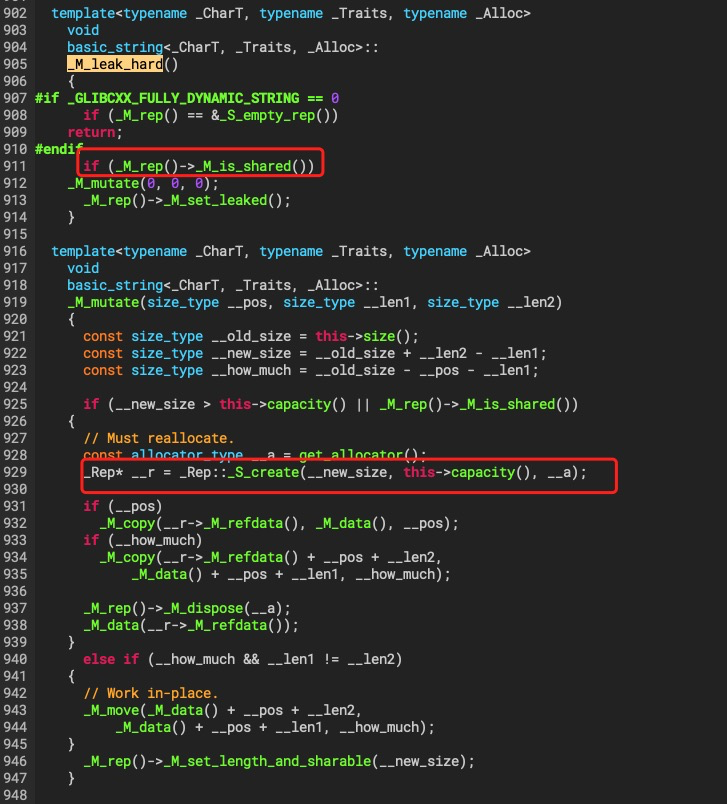 902   template<typename _CharT, typename _Traits, typename _Alloc>
903     void
904     basic_string<_CharT, _Traits, _Alloc>::
905     _M_leak_hard()
906     {
907 #if _GLIBCXX_FULLY_DYNAMIC_STRING == 0
908       if (_M_rep() == &_S_empty_rep())
909     return;
910 #endif
911       if (_M_rep()->_M_is_shared())
912     _M_mutate(0, 0, 0);
913       _M_rep()->_M_set_leaked();
914     }
915
916   template<typename _CharT, typename _Traits, typename _Alloc>
917     void
918     basic_string<_CharT, _Traits, _Alloc>::
919     _M_mutate(size_type __pos, size_type __len1, size_type __len2)
920     {
921       const size_type __old_size = this->size();
922       const size_type __new_size = __old_size + __len2 - __len1;
923       const size_type __how_much = __old_size - __pos - __len1;
924
925       if (__new_size > this->capacity() || _M_rep()->_M_is_shared())
926     {
927       // Must reallocate.
928       const allocator_type __a = get_allocator();
929       _Rep* __r = _Rep::_S_create(__new_size, this->capacity(), __a);
930
931       if (__pos)
932         _M_copy(__r->_M_refdata(), _M_data(), __pos);
933       if (__how_much)
934         _M_copy(__r->_M_refdata() + __pos + __len2,
935             _M_data() + __pos + __len1, __how_much);
936
937       _M_rep()->_M_dispose(__a);
938       _M_data(__r->_M_refdata());
939     }
940       else if (__how_much && __len1 != __len2)
941     {
942       // Work in-place.
943       _M_move(_M_data() + __pos + __len2,
944           _M_data() + __pos + __len1, __how_much);
945     }
946       _M_rep()->_M_set_length_and_sharable(__new_size);
947     }
948